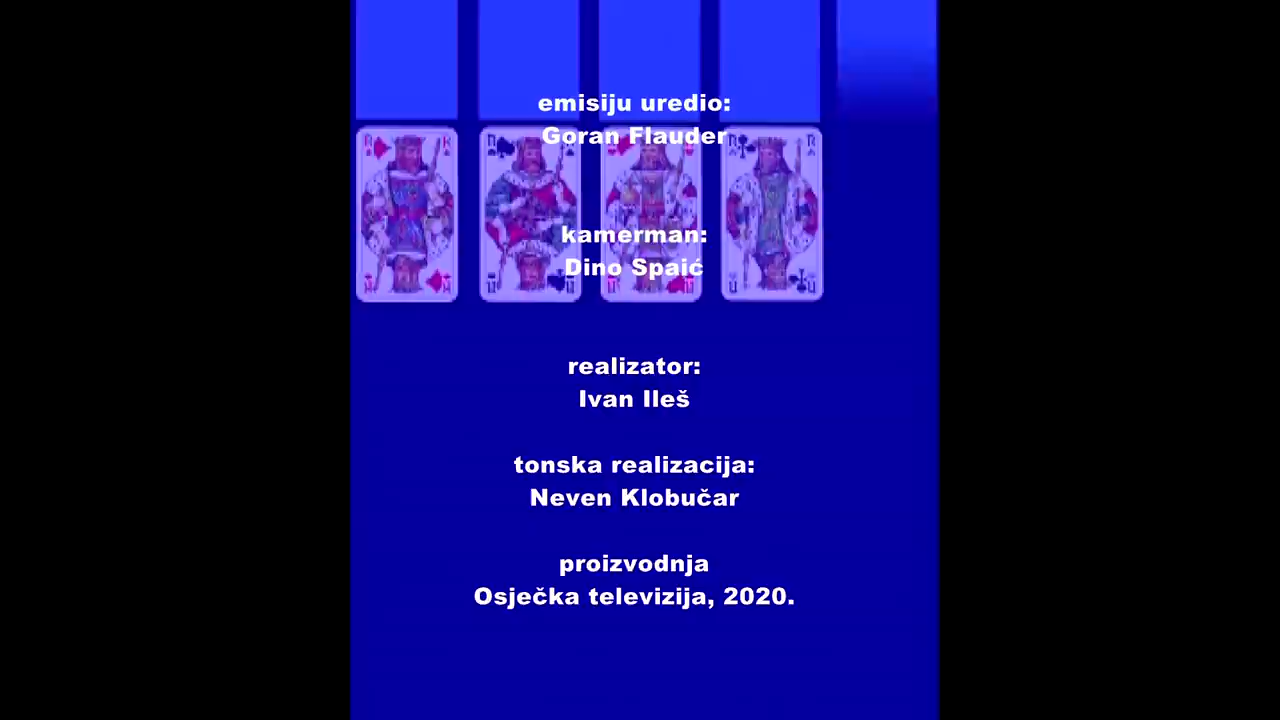 emisiju uredio:
Goran Flauder
kamerman:
Dino Spaić
realizator:
Ivan Ileš
tonska realizacija:
Neven Klobučar
proizvodnja
Osječka televizija, 2020.